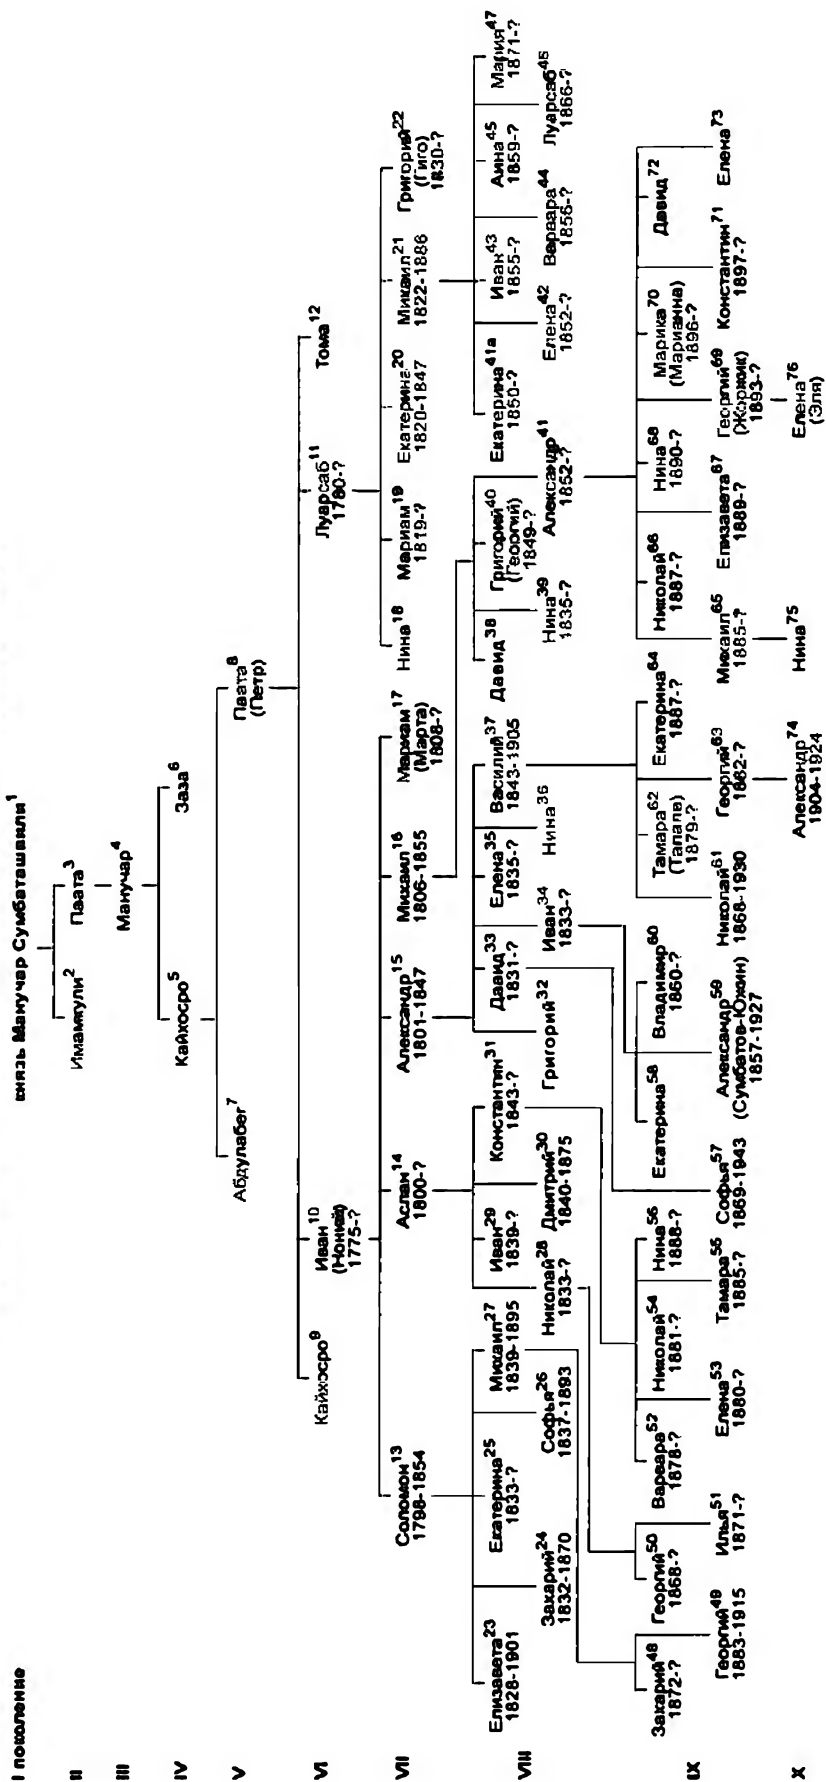 I поколение
князь Манучар Сумбаташвили¹
II
Имамкули² Паата³
III
Манучар⁴
IV
Кайхосро⁵ Заза⁶
V
Абдулабег⁷ Паата⁸
(Петр)
VI
Кайхосро⁹ Иван¹⁰ Луарсаб¹¹ Тома¹²
(Ионий) 1780-?
1775-?
VII
Соломон¹³ Аслан¹⁴ Александр¹⁵ Михаил¹⁶ Мариам¹⁷ Нина¹⁸ Мариам¹⁹ Екатерина²⁰ Михаил²¹ Григорий²²
1798-1854 1800-? 1801-1847 1806-1855 (Марта) 1819-? 1820-1847 1822-1886 (Гиго)
1808-? 1830-?
VIII
Елизавета²³ Екатерина²⁵ Михаил²⁷ Иван²⁹ Константин³¹ Давид³³ Елена³⁵ Василий³⁷ Давид³⁸ Григорий⁴⁰ Екатерина⁴¹ᵃ Иван⁴³ Анна⁴⁵ Мария⁴⁷
1828-1901 1833-? 1839-1895 1839-? 1843-? 1831-? 1835-? 1843-1905 (Георгий) 1850-? 1855-? 1859-? 1871-?
1849-?
Захарий²⁴ Софья²⁶ Николай²⁸ Дмитрий³⁰ Григорий³² Иван³⁴ Нина³⁶ Нина³⁹ Александр⁴¹ Елена⁴² Варвара⁴⁴ Луарсаб⁴⁶
1832-1870 1837-1893 1833-? 1840-1875 1833-? 1835-? 1852-? 1852-? 1856-? 1866-?
IX
Захарий⁴⁸ Георгий⁵⁰ Варвара⁵² Николай⁵⁴ Нина⁵⁶ Екатерина⁵⁸ Владимир⁶⁰ Тамара⁶² Екатерина⁶⁴ Николай⁶⁶ Нина⁶⁸ Марика⁷⁰ Давид⁷²
1872-? 1868-? 1878-? 1881-? 1888-? 1860-? (Тапала) 1887-? 1887-? 1890-? (Марианна)
1879-? 1896-?
Георгий⁴⁹ Илья⁵¹ Елена⁵³ Тамара⁵⁵ Софья⁵⁷ Александр⁵⁹ Николай⁶¹ Георгий⁶³ Михаил⁶⁵ Елизавета⁶⁷ Георгий⁶⁹ Константин⁷¹ Елена⁷³
1883-1915 1871-? 1880-? 1885-? 1869-1943 (Сумбатов-Южин) 1868-1930 1882-? 1885-? 1889-? (Жоржик) 1897-?
1857-1927 1893-?
X
Александр⁷⁴ Нина⁷⁵ Елена⁷⁶
1904-1924 (Эля)